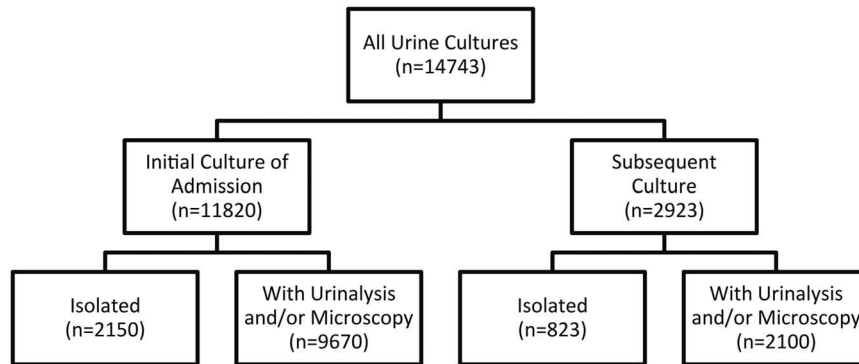 All Urine Cultures
(n=14743)
Initial Culture of
Admission
(n=11820)
Subsequent
Culture
(n=2923)
Isolated
(n=2150)
With Urinalysis
and/or Microscopy
(n=9670)
Isolated
(n=823)
With Urinalysis
and/or Microscopy
(n=2100)